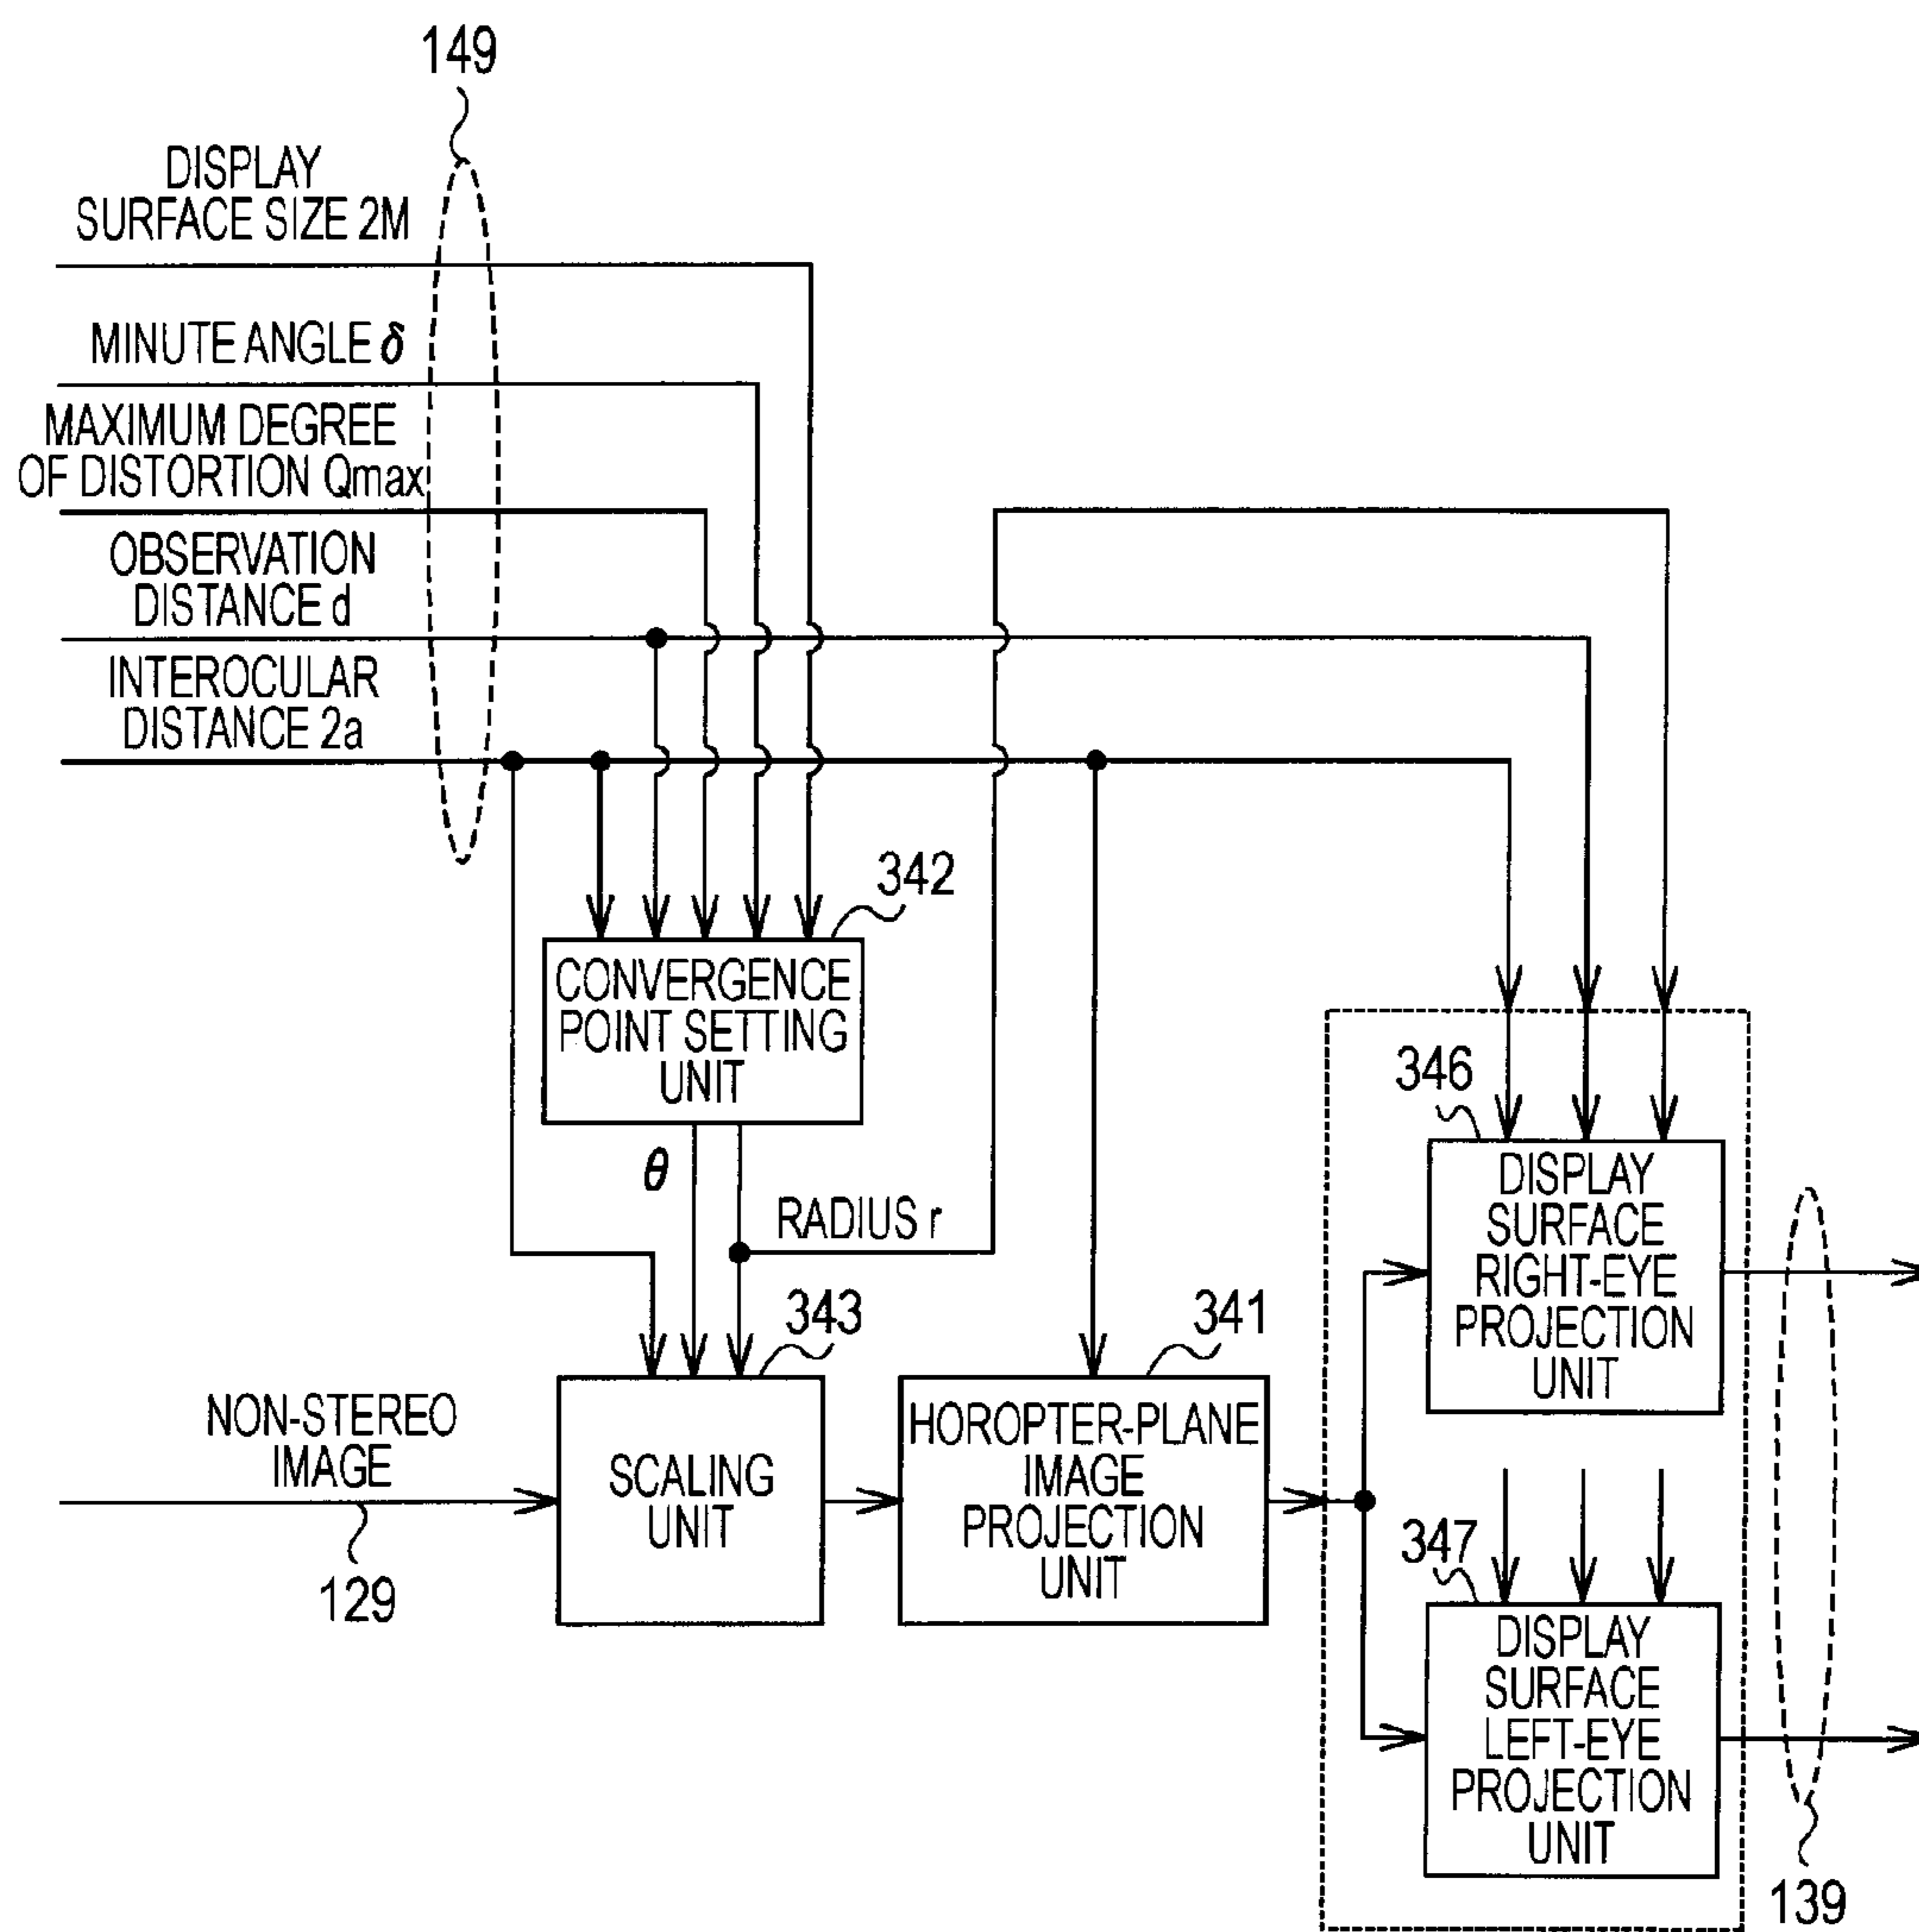 149
DISPLAY
SURFACE SIZE 2M
MINUTE ANGLE δ
MAXIMUM DEGREE
OF DISTORTION Qmax
OBSERVATION
DISTANCE d
INTEROCULAR
DISTANCE 2a
342
CONVERGENCE
POINT SETTING
UNIT
θ
RADIUS r
346
DISPLAY
SURFACE
RIGHT-EYE
PROJECTION
UNIT
343
341
NON-STEREO
IMAGE
129
SCALING
UNIT
HOROPTER-PLANE
IMAGE
PROJECTION
UNIT
347
DISPLAY
SURFACE
LEFT-EYE
PROJECTION
UNIT
139